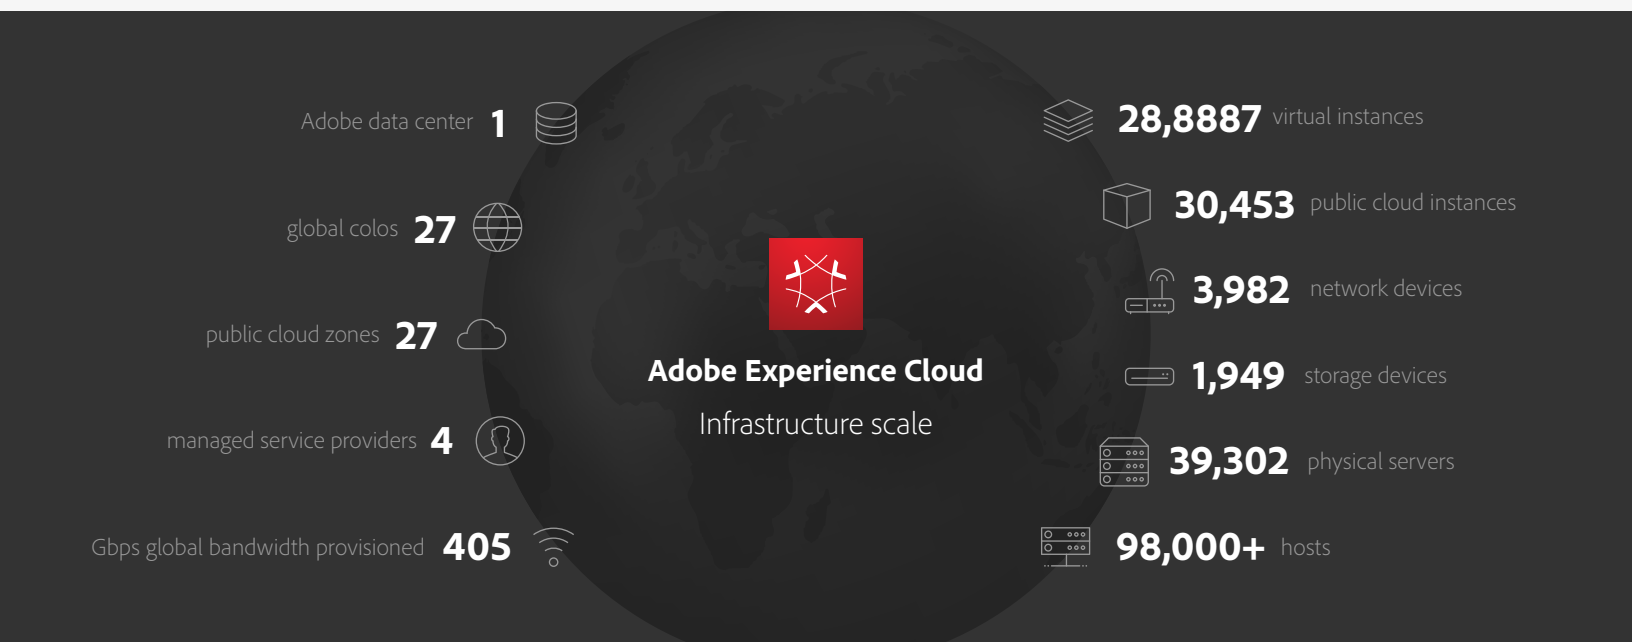 Adobe data center 1
global colos 27
public cloud zones 27
managed service providers 4
Gbps global bandwidth provisioned 405
Adobe Experience Cloud
Infrastructure scale
28,8887 virtual instances
30,453 public cloud instances
3,982 network devices
1,949 storage devices
39,302 physical servers
98,000+ hosts